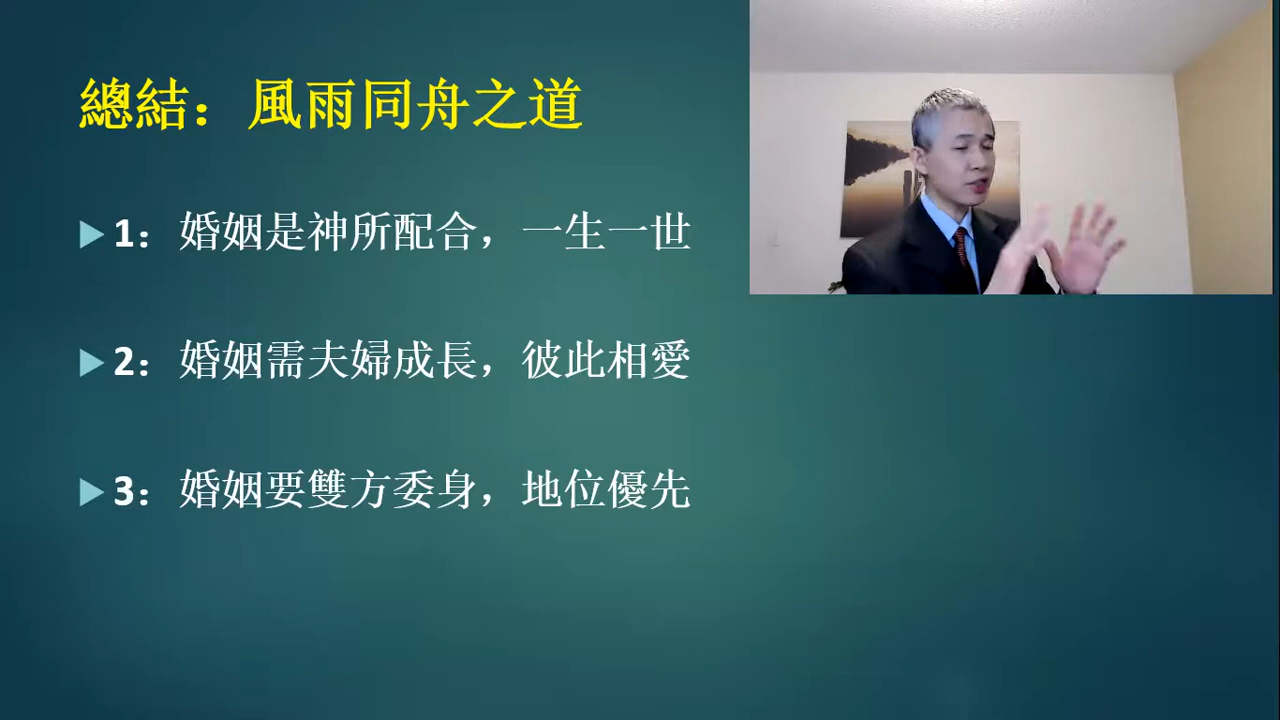 總結：風雨同舟之道
1：婚姻是神所配合，一生一世
2：婚姻需夫婦成長，彼此相愛
3：婚姻要雙方委身，地位優先